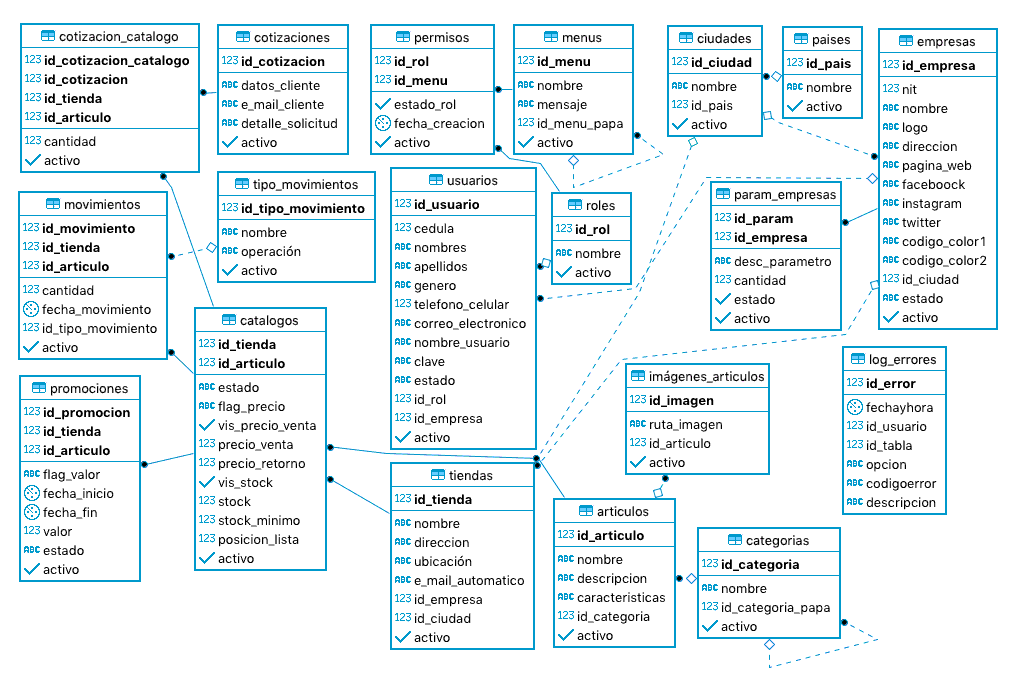 cotizacion_catalogo
123 id_cotizacion_catalogo
123 id_cotizacion
123 id_tienda
123 id_articulo
123 cantidad
activo
cotizaciones
123 id_cotizacion
ABC datos_cliente
ABC e_mail_cliente
ABC detalle_solicitud
activo
permisos
123 id_rol
123 id_menu
estado_rol
fecha_creacion
activo
menus
123 id_menu
ABC nombre
ABC mensaje
123 id_menu_papa
activo
ciudades
123 id_ciudad
ABC nombre
123 id_pais
activo
paises
123 id_pais
ABC nombre
activo
empresas
123 id_empresa
123 nit
ABC nombre
ABC logo
ABC direccion
ABC pagina_web
ABC faceboock
ABC instagram
ABC twitter
ABC codigo_color1
ABC codigo_color2
123 id_ciudad
ABC estado
activo
movimientos
123 id_movimiento
123 id_tienda
123 id_articulo
123 cantidad
fecha_movimiento
123 id_tipo_movimiento
activo
tipo_movimientos
123 id_tipo_movimiento
ABC nombre
ABC operación
activo
usuarios
123 id_usuario
123 cedula
ABC nombres
ABC apellidos
ABC genero
123 telefono_celular
ABC correo_electronico
ABC nombre_usuario
ABC clave
ABC estado
123 id_rol
123 id_empresa
activo
roles
123 id_rol
ABC nombre
activo
param_empresas
123 id_param
123 id_empresa
ABC desc_parametro
123 cantidad
estado
activo
catalogos
123 id_tienda
123 id_articulo
ABC estado
ABC flag_precio
vis_precio_venta
123 precio_venta
123 precio_retorno
vis_stock
123 stock
123 stock_minimo
123 posicion_lista
activo
promociones
123 id_promocion
123 id_tienda
123 id_articulo
ABC flag_valor
fecha_inicio
fecha_fin
123 valor
ABC estado
activo
tiendas
123 id_tienda
ABC nombre
ABC direccion
ABC ubicación
ABC e_mail_automatico
123 id_empresa
123 id_ciudad
activo
imágenes_articulos
123 id_imagen
ABC ruta_imagen
123 id_articulo
activo
log_errores
123 id_error
fechayhora
123 id_usuario
123 id_tabla
ABC opcion
ABC codigoerror
ABC descripcion
articulos
123 id_articulo
ABC nombre
ABC descripcion
ABC caracteristicas
123 id_categoria
activo
categorias
123 id_categoria
ABC nombre
123 id_categoria_papa
activo